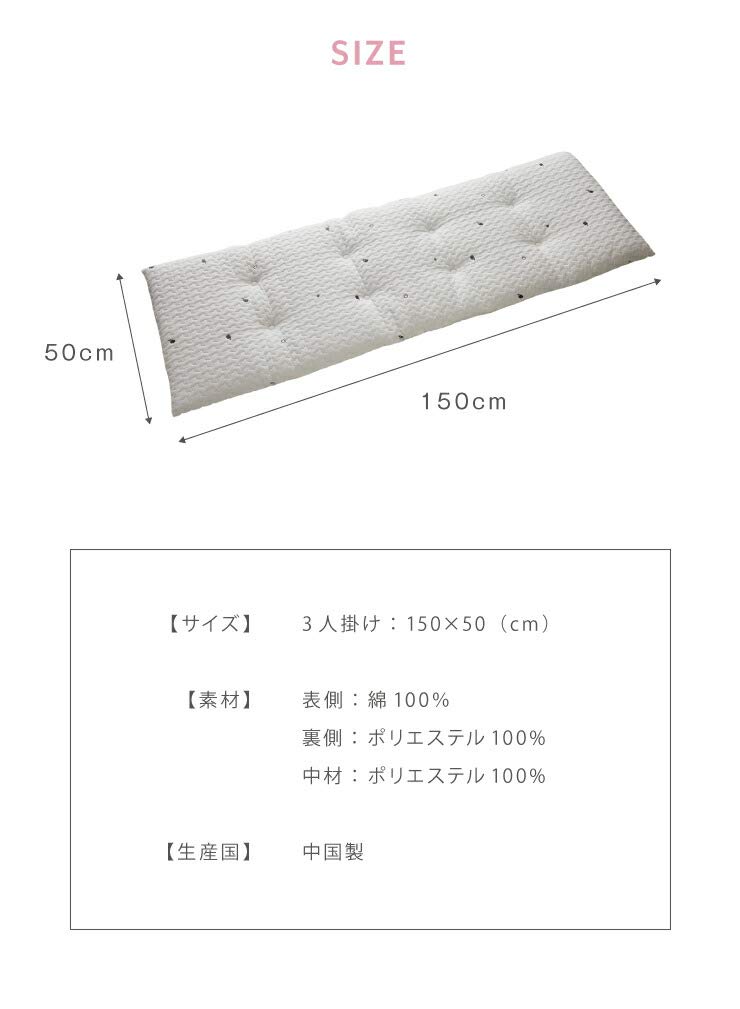 SIZE
50cm
150cm
【サイズ】 3人掛け：150×50（cm）
【素材】 表側：綿100%
裏側：ポリエステル100%
中材：ポリエステル100%
【生産国】 中国製